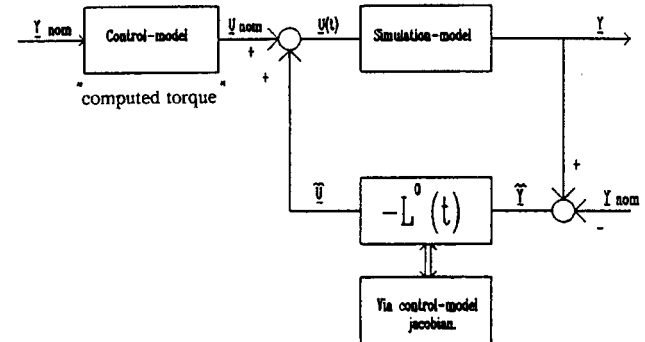 Y nom
Control-model
U nom
U(t)
Simulation-model
Y
+
+
"computed torque"
Ũ
-L⁰(t)
Ỹ
+
Y nom
-
Via control-model
jacobian.